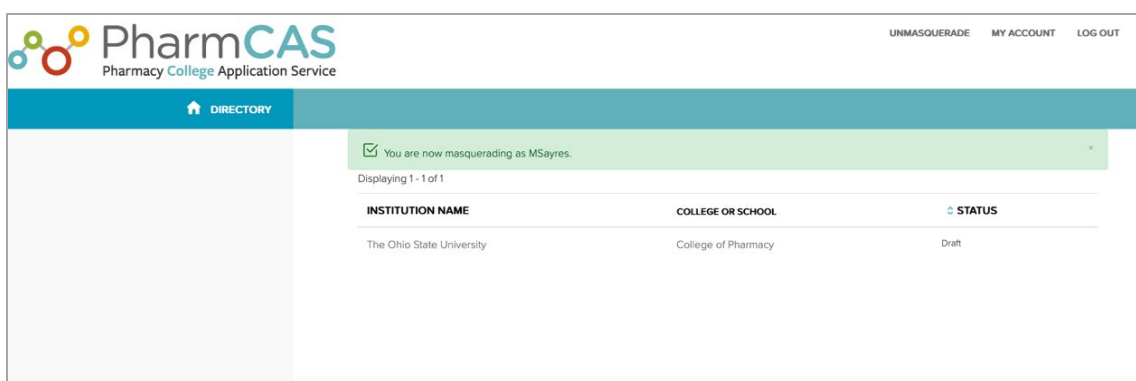 PharmCAS
Pharmacy College Application Service
UNMASQUERADE MY ACCOUNT LOG OUT
DIRECTORY
You are now masquerading as MSayres. ×
Displaying 1 - 1 of 1
INSTITUTION NAME COLLEGE OR SCHOOL STATUS
The Ohio State University College of Pharmacy Draft